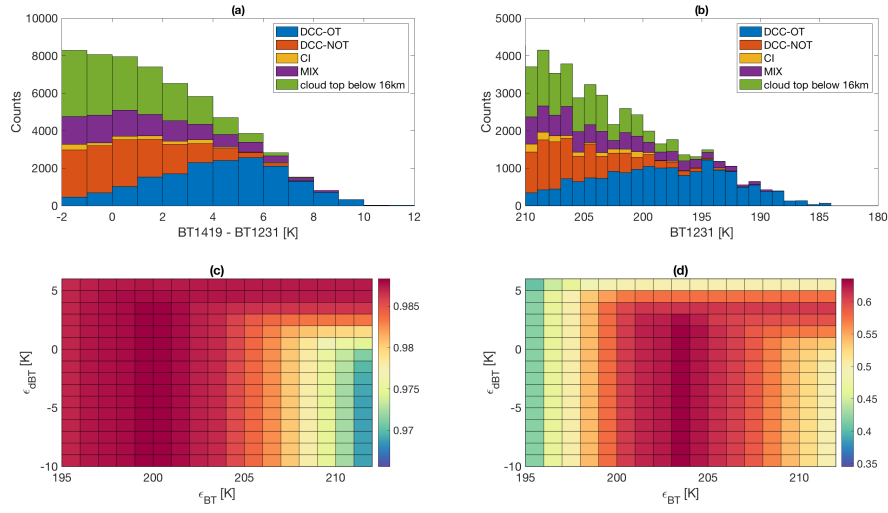 (a)
10000
8000
6000
4000
2000
0
Counts
DCC-OT
DCC-NOT
CI
MIX
cloud top below 16km
-2 0 2 4 6 8 10 12
BT1419 - BT1231 [K]
(b)
5000
4000
3000
2000
1000
0
Counts
DCC-OT
DCC-NOT
CI
MIX
cloud top below 16km
210 205 200 195 190 185 180
BT1231 [K]
(c)
5
0
-5
-10
ϵdBT [K]
195 200 205 210
ϵBT [K]
0.985
0.98
0.975
0.97
(d)
5
0
-5
-10
ϵdBT [K]
195 200 205 210
ϵBT [K]
0.6
0.55
0.5
0.45
0.4
0.35